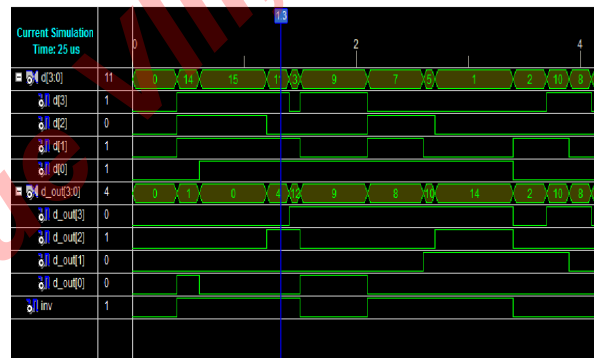 1.3
Current Simulation
Time: 25 us
0 2 4
d[3:0] 11 0 14 15 11 3 9 7 5 1 2 10 8
d[3] 1
d[2] 0
d[1] 1
d[0] 1
d_out[3:0] 4 0 1 0 4 12 9 8 10 14 2 10 8
d_out[3] 0
d_out[2] 1
d_out[1] 0
d_out[0] 0
inv 1